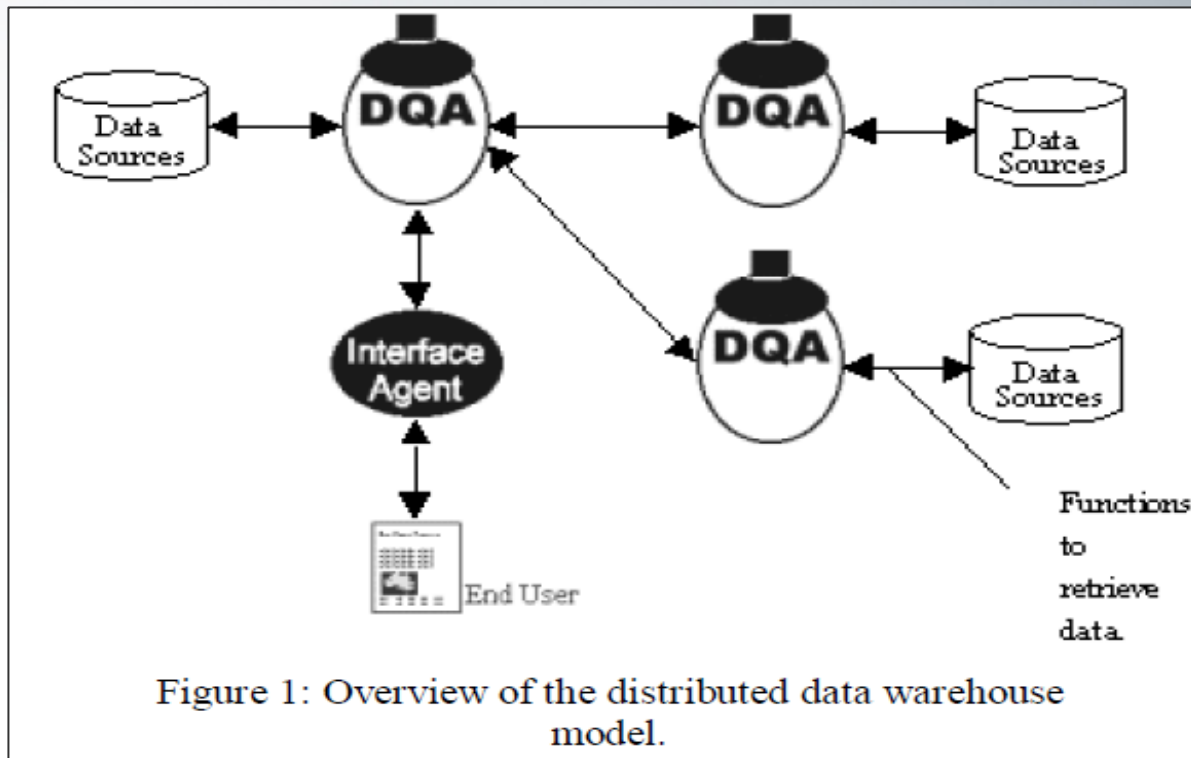 DQA
DQA
Data
Sources
Data
Sources
Interface
Agent
DQA
Data
Sources
End User
Functions
to
retrieve
data.
Figure 1: Overview of the distributed data warehouse
model.